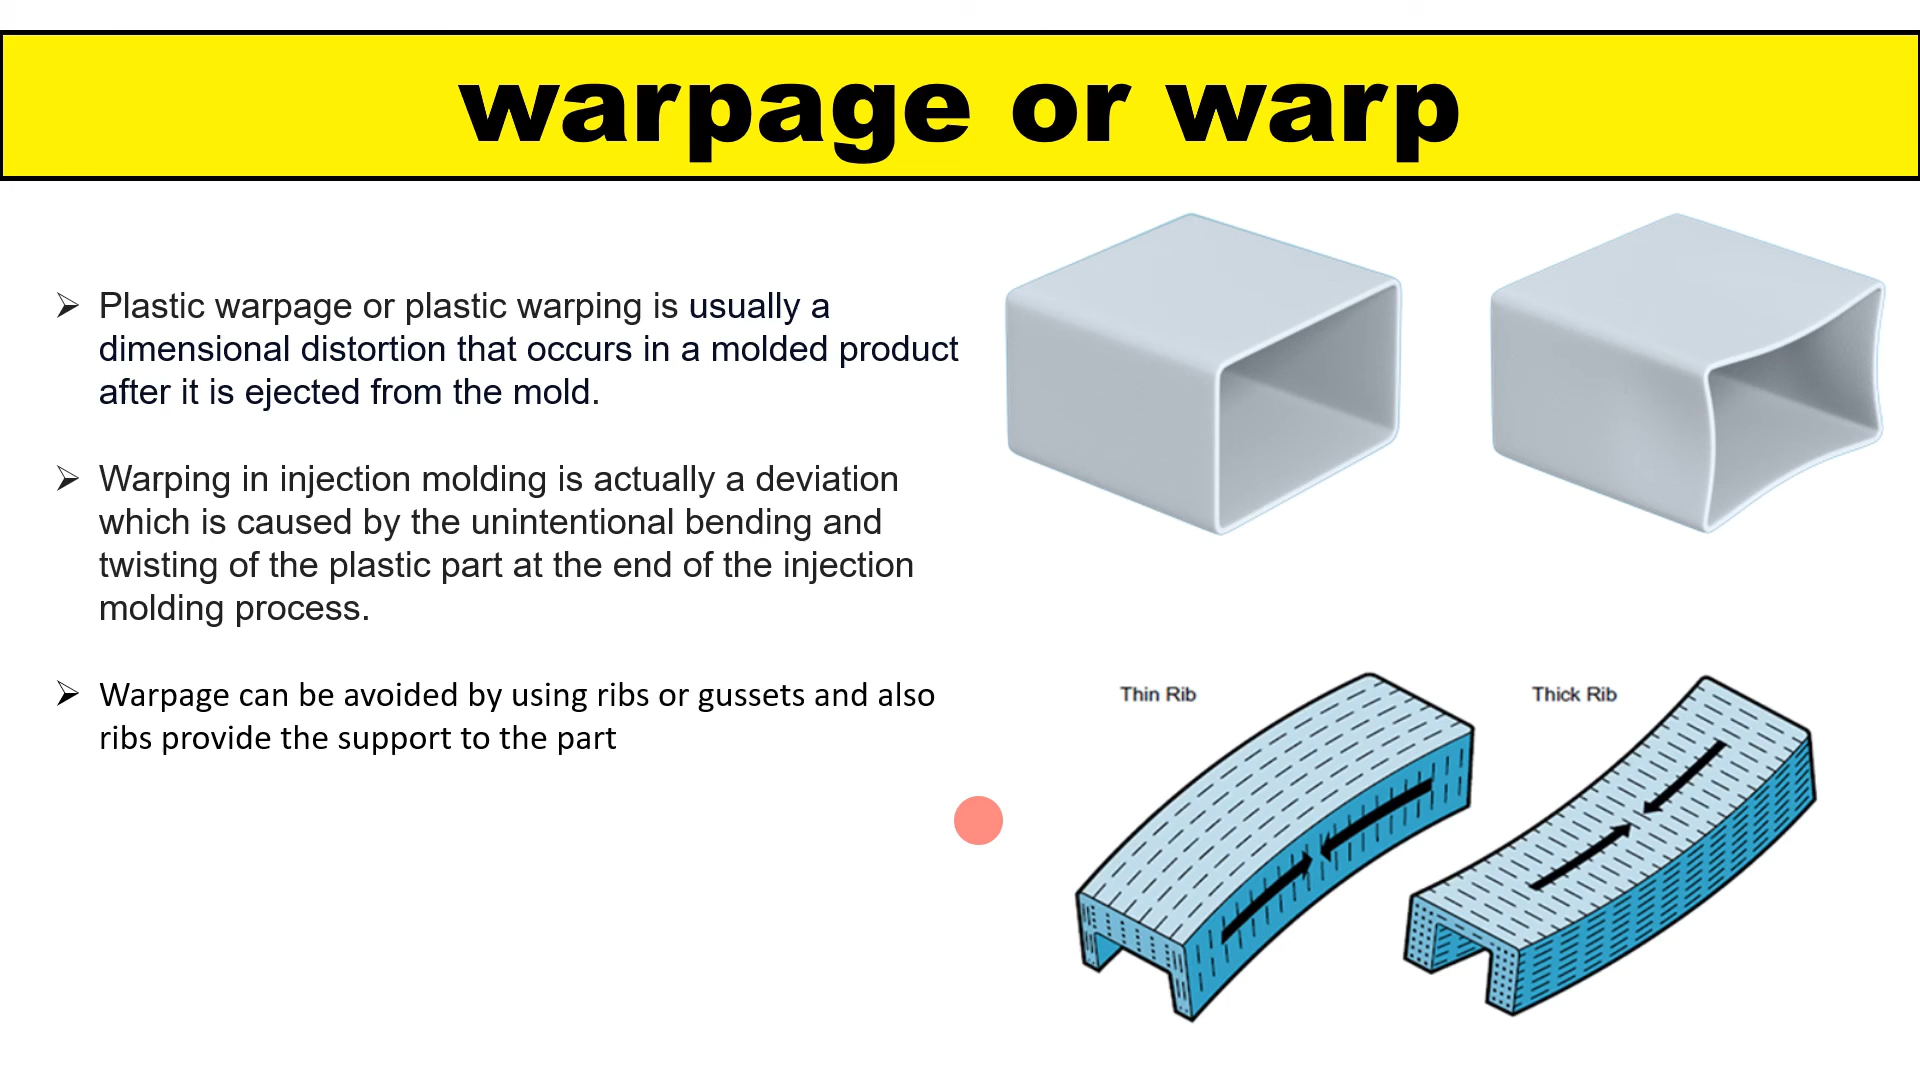 warpage or warp
➢ Plastic warpage or plastic warping is usually a
dimensional distortion that occurs in a molded product
after it is ejected from the mold.
➢ Warping in injection molding is actually a deviation
which is caused by the unintentional bending and
twisting of the plastic part at the end of the injection
molding process.
➢ Warpage can be avoided by using ribs or gussets and also
ribs provide the support to the part
Thin Rib
Thick Rib